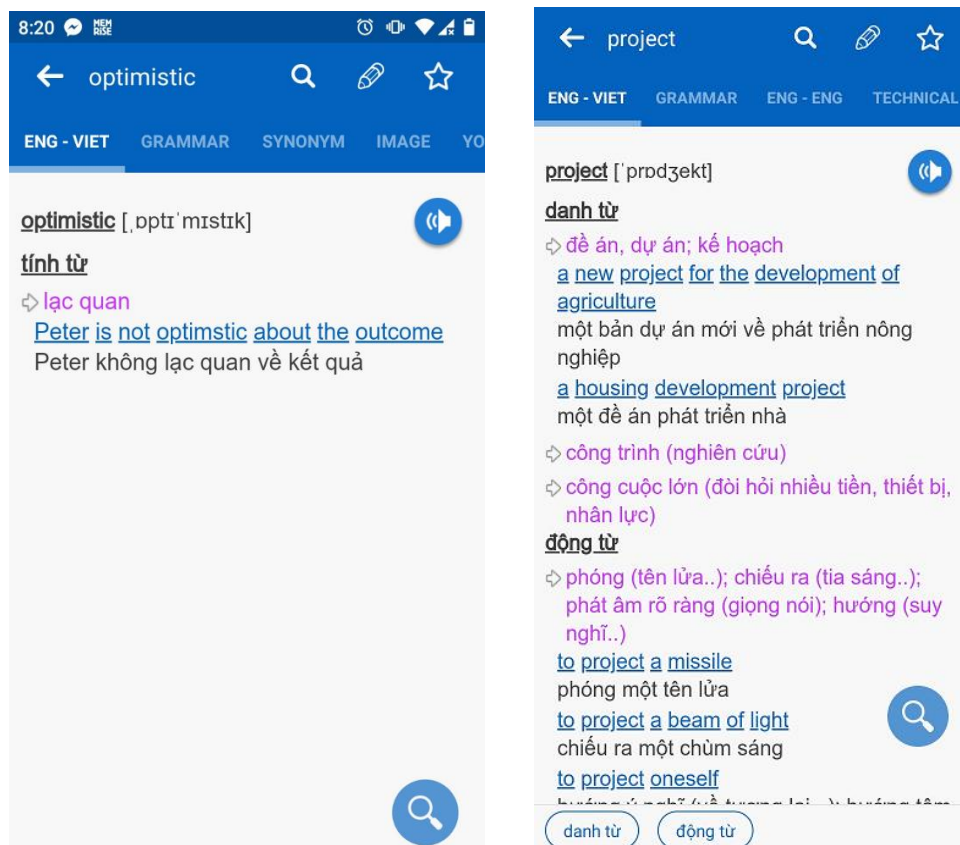 8:20 MEM RISE
optimistic
ENG - VIET GRAMMAR SYNONYM IMAGE YO
optimistic [ˌɒptɪˈmɪstɪk]
tính từ
lạc quan
Peter is not optimstic about the outcome
Peter không lạc quan về kết quả
project
ENG - VIET GRAMMAR ENG - ENG TECHNICAL
project [ˈprɒdʒekt]
danh từ
đề án, dự án; kế hoạch
a new project for the development of
agriculture
một bản dự án mới về phát triển nông
nghiệp
a housing development project
một đề án phát triển nhà
công trình (nghiên cứu)
công cuộc lớn (đòi hỏi nhiều tiền, thiết bị,
nhân lực)
động từ
phóng (tên lửa..); chiếu ra (tia sáng..);
phát âm rõ ràng (giọng nói); hướng (suy
nghĩ..)
to project a missile
phóng một tên lửa
to project a beam of light
chiếu ra một chùm sáng
to project oneself
danh từ động từ